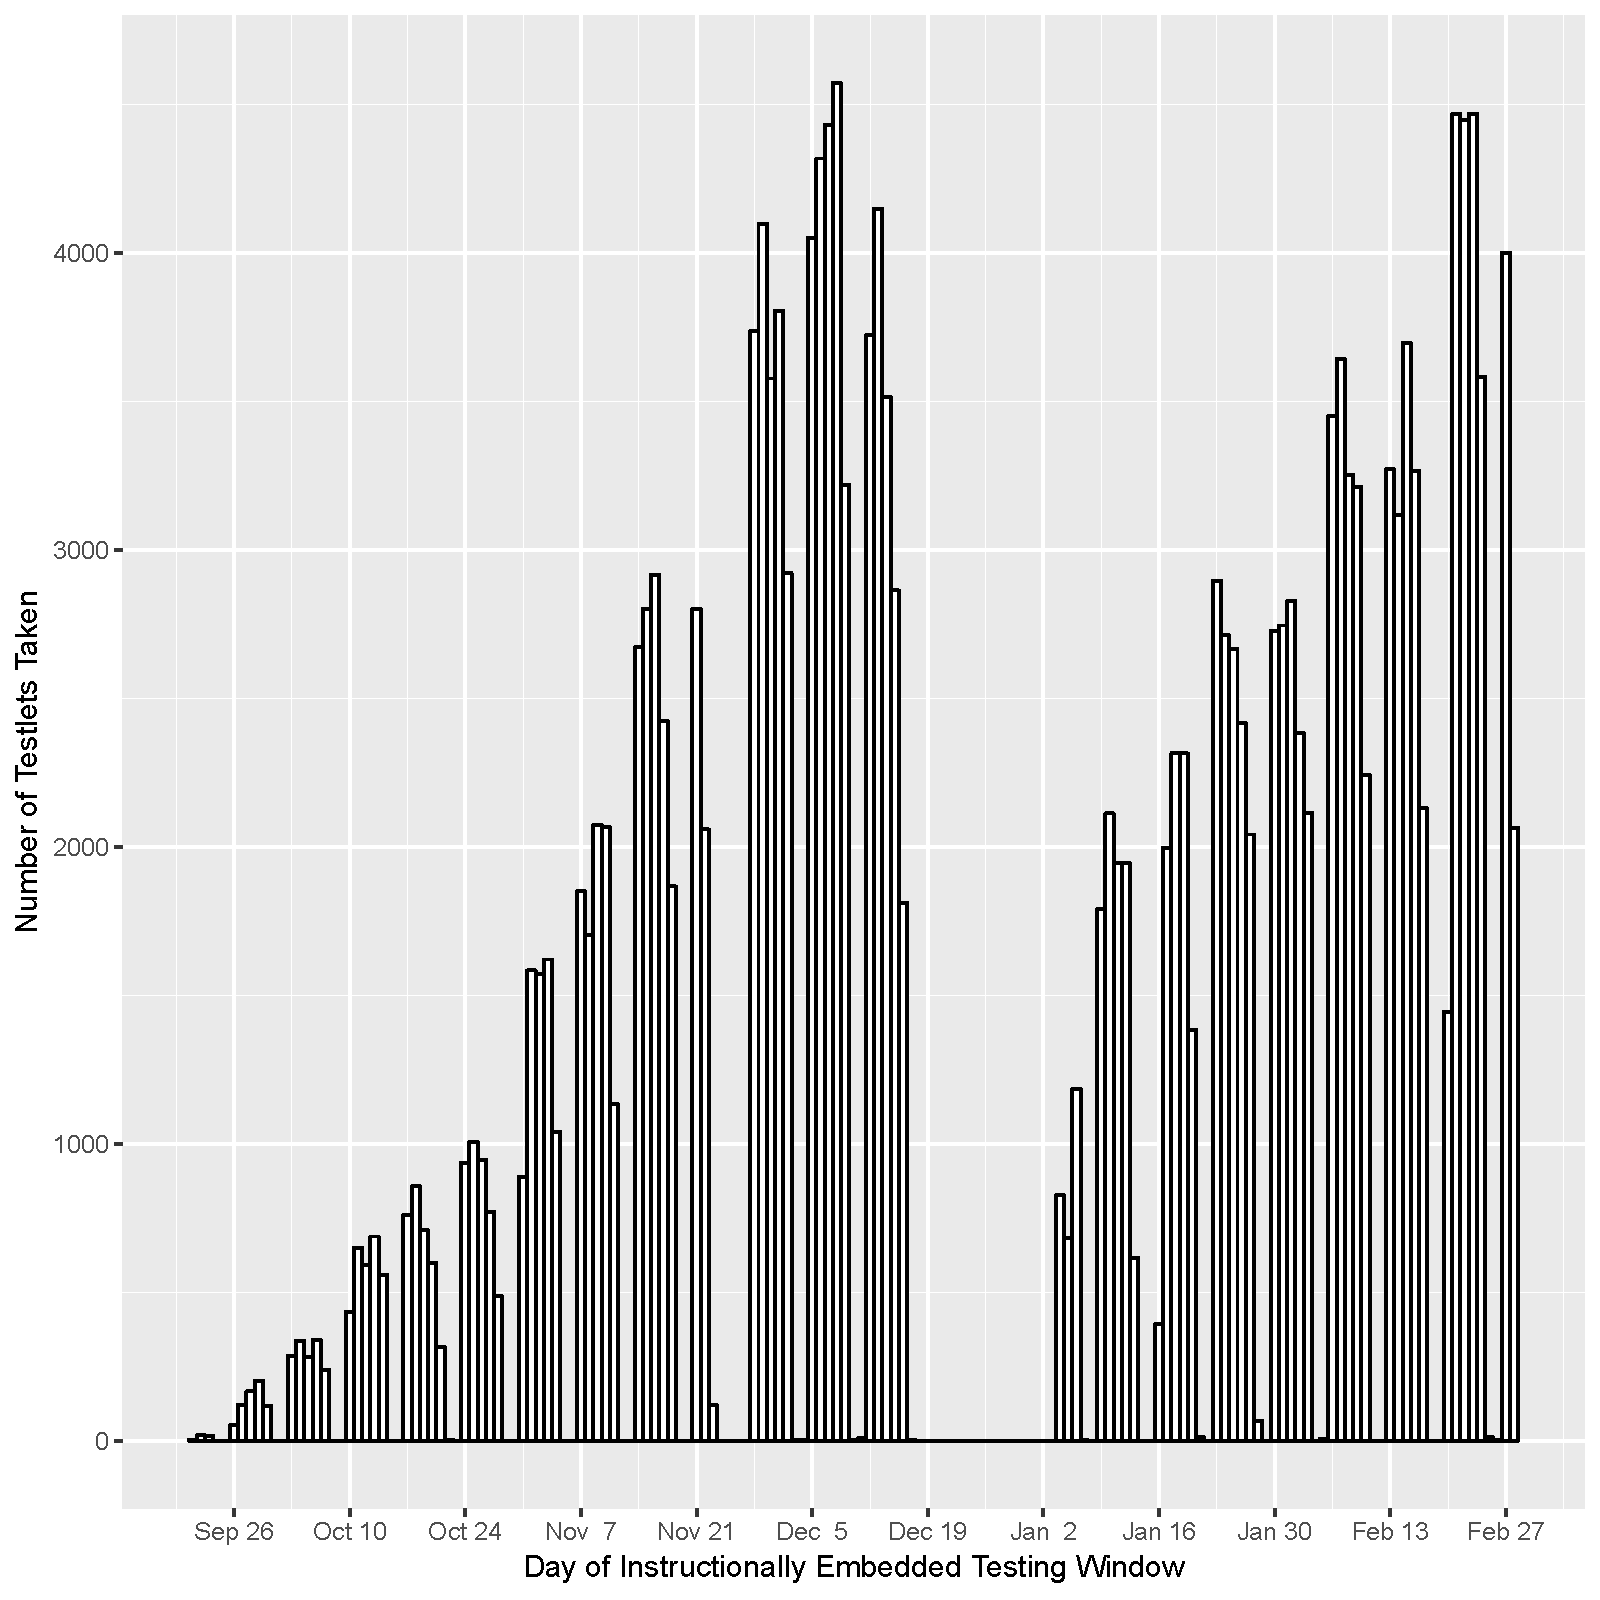 Number of Testlets Taken
4000
3000
2000
1000
0
Sep 26 Oct 10 Oct 24 Nov 7 Nov 21 Dec 5 Dec 19 Jan 2 Jan 16 Jan 30 Feb 13 Feb 27
Day of Instructionally Embedded Testing Window